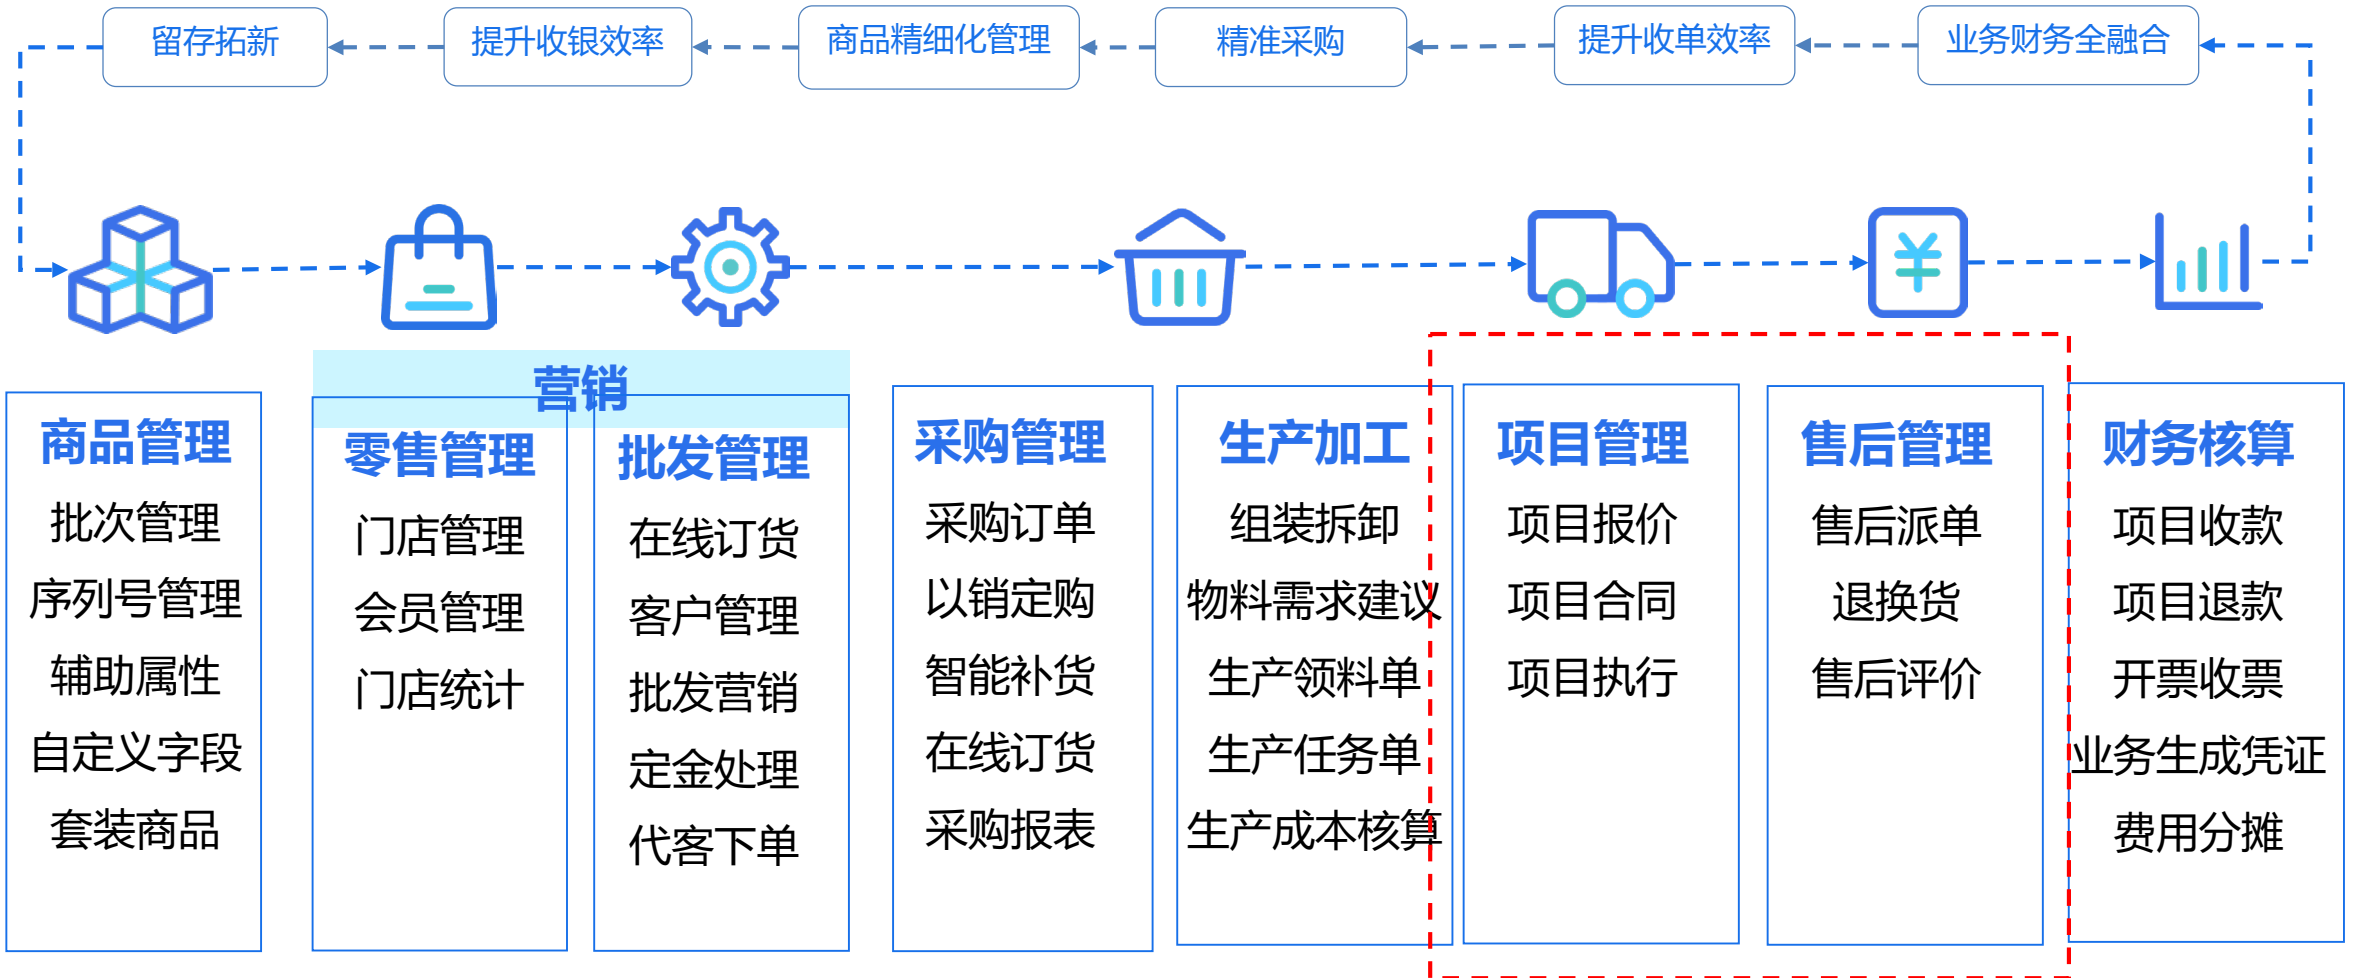 留存拓新
提升收银效率
商品精细化管理
精准采购
提升收单效率
业务财务全融合
营销
商品管理
批次管理
序列号管理
辅助属性
自定义字段
套装商品
零售管理
门店管理
会员管理
门店统计
批发管理
在线订货
客户管理
批发营销
定金处理
代客下单
采购管理
采购订单
以销定购
智能补货
在线订货
采购报表
生产加工
组装拆卸
物料需求建议
生产领料单
生产任务单
生产成本核算
项目管理
项目报价
项目合同
项目执行
售后管理
售后派单
退换货
售后评价
财务核算
项目收款
项目退款
开票收票
业务生成凭证
费用分摊